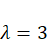 λ = 3